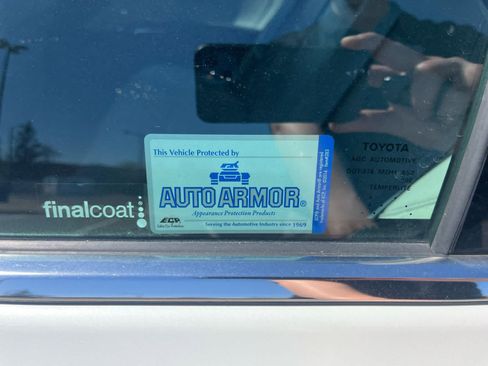 This Vehicle Protected by
AUTO ARMOR®
Appearance Protection Products
Serving the Automotive Industry since 1969
finalcoat
TOYOTA
AGC AUTOMOTIVE
TEMPERLITE